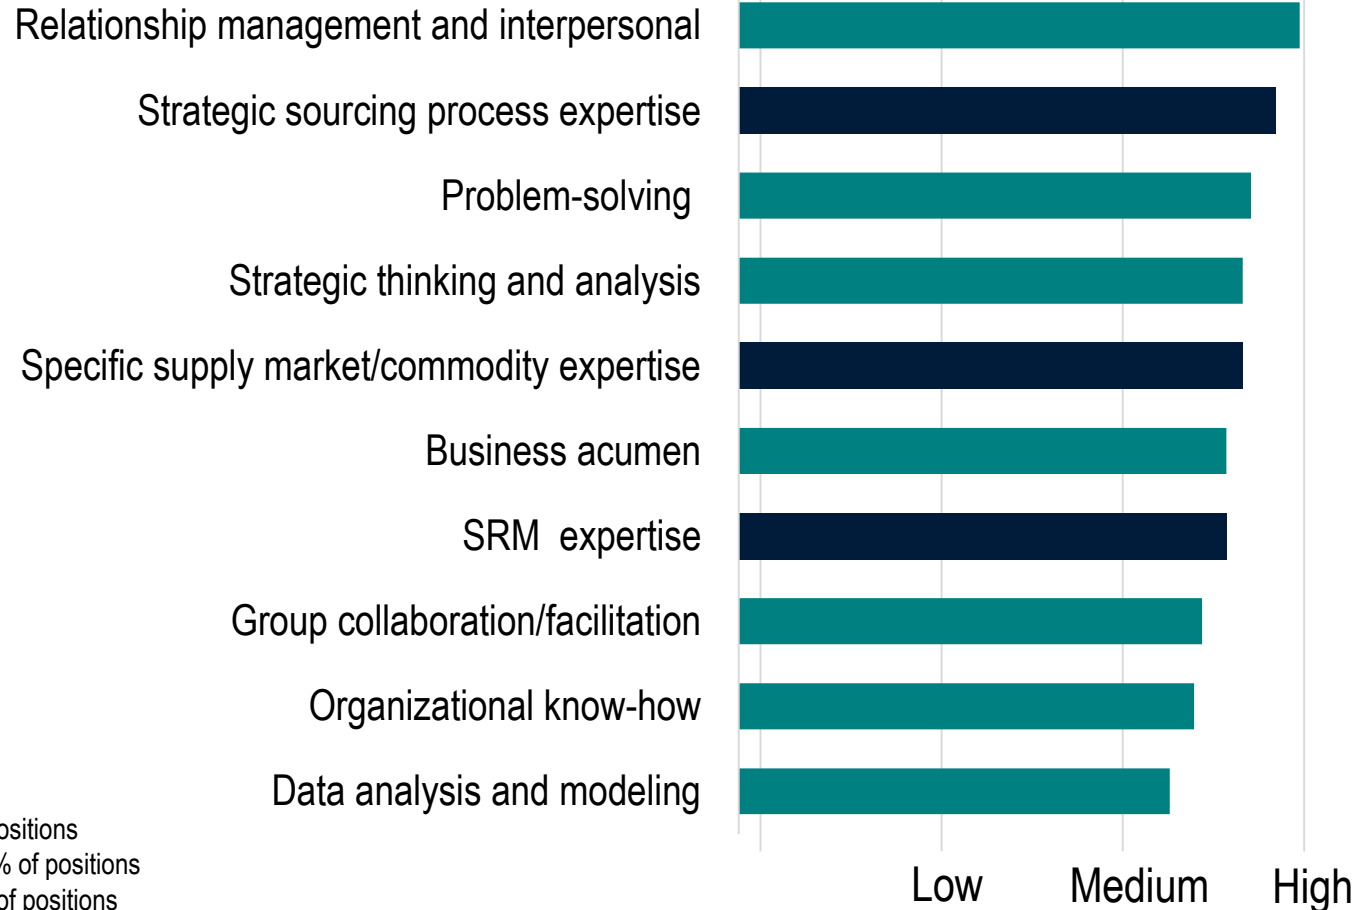 Relationship management and interpersonal
Strategic sourcing process expertise
Problem-solving
Strategic thinking and analysis
Specific supply market/commodity expertise
Business acumen
SRM  expertise
Group collaboration/facilitation
Organizational know-how
Data analysis and modeling
% of positions
of positions
Low Medium High